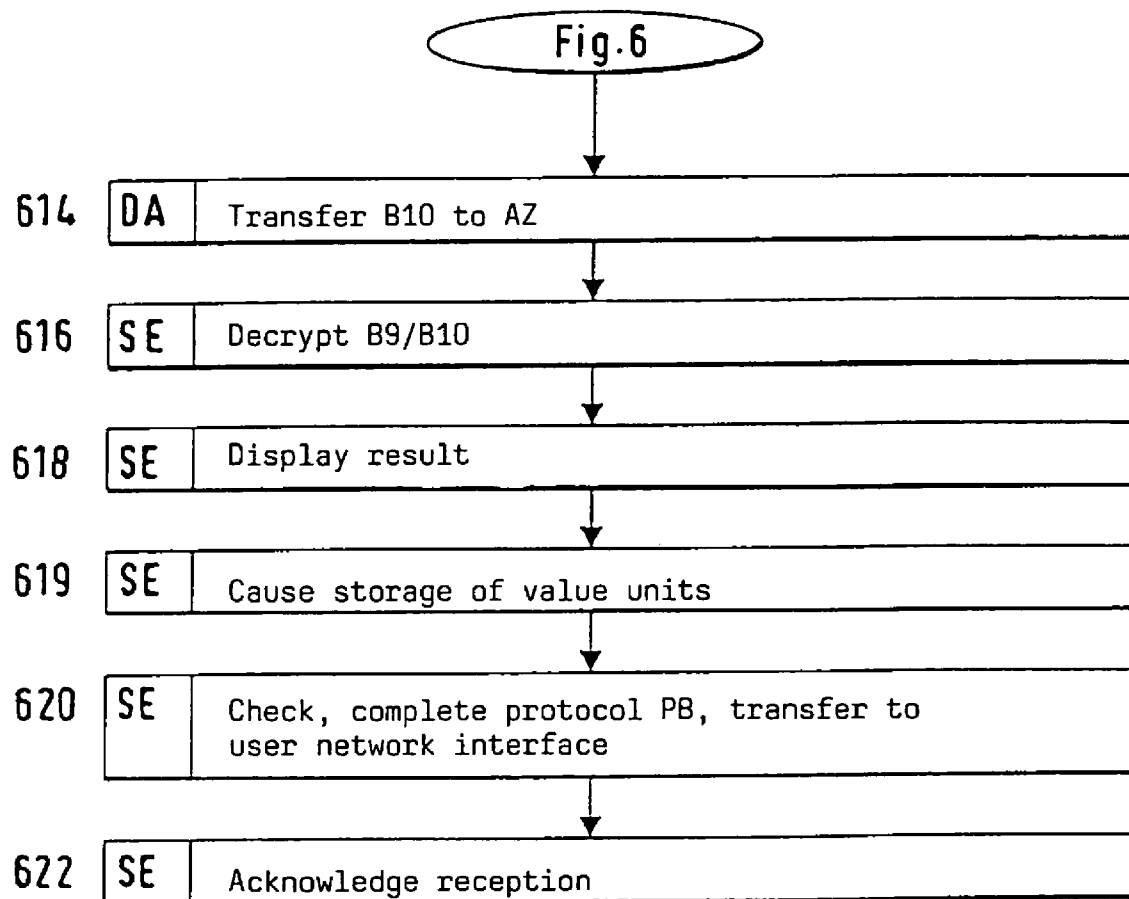 Fig.6
614 DA Transfer B10 to AZ
616 SE Decrypt B9/B10
618 SE Display result
619 SE Cause storage of value units
620 SE Check, complete protocol PB, transfer to
user network interface
622 SE Acknowledge reception